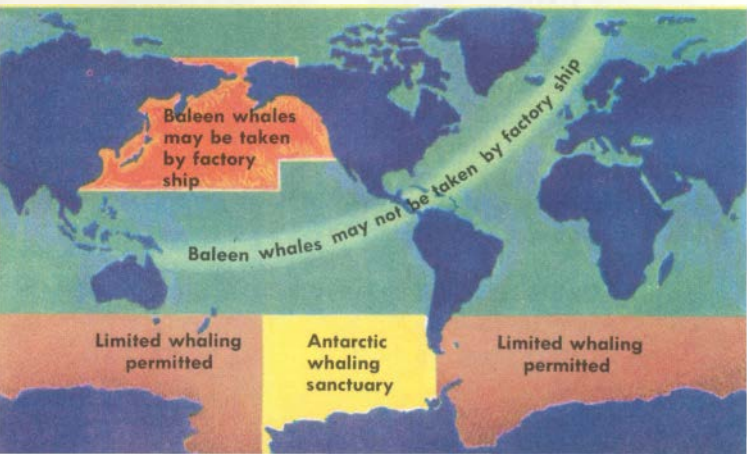 Baleen whales
may be taken
by factory
ship
Baleen whales may not be taken by factory ship
Limited whaling
permitted
Antarctic
whaling
sanctuary
Limited whaling
permitted